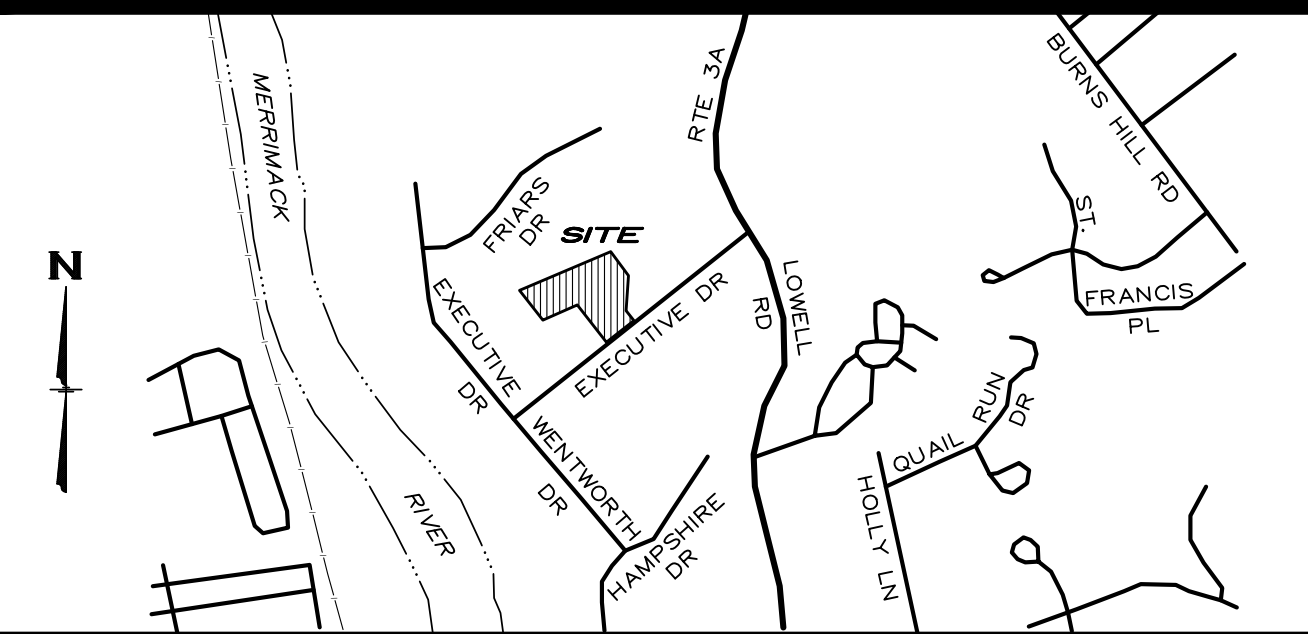 BURNS HILL RD
RTE 3A
MERRIMACK
FRIARS
DR
SITE
ST.
N
EXECUTIVE
DR
EXECUTIVE DR
LOWELL
RD
FRANCIS
PL
WENTWORTH
DR
QUAIL
RUN
DR
HOLLY LN
RIVER
HAMPSHIRE
DR